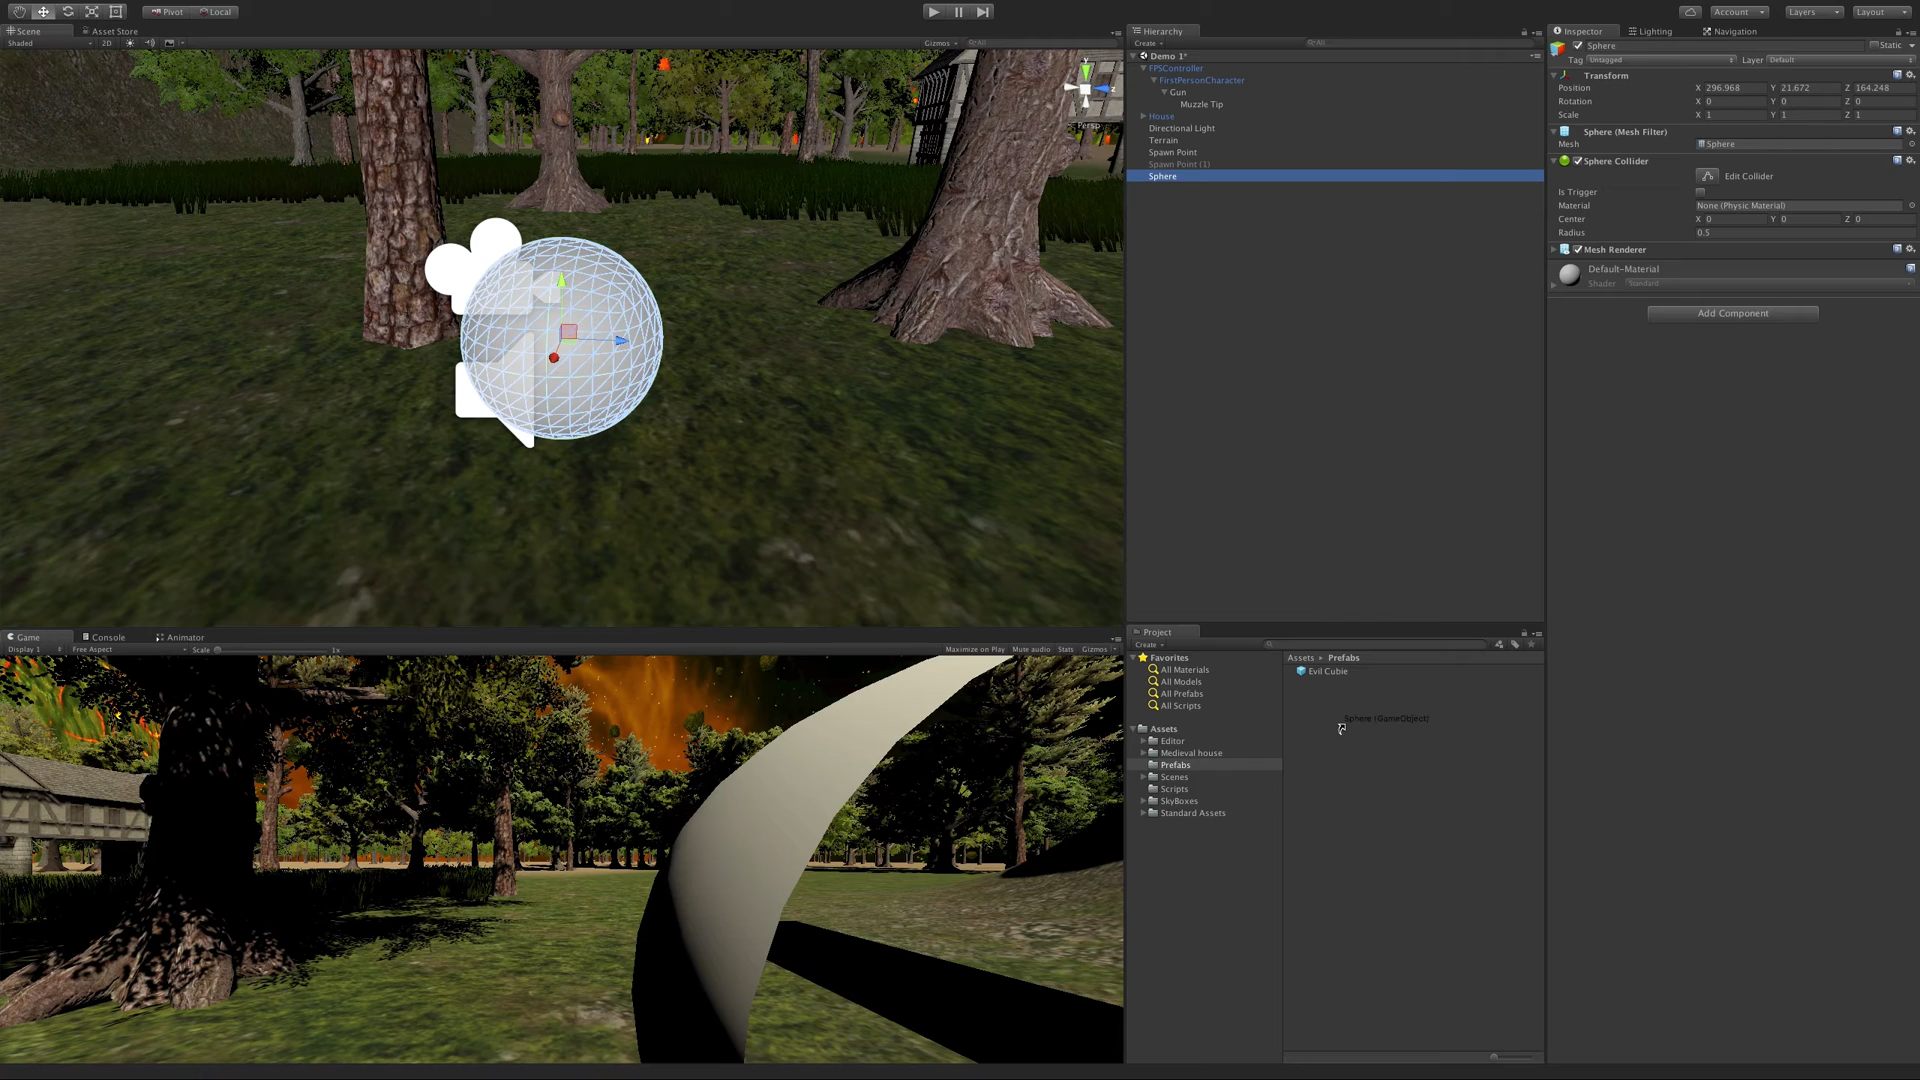 Pivot Local
Account Layers Layout
Scene Asset Store
Shaded 2D Gizmos All
Persp
Game Console Animator
Display 1 Free Aspect Scale 1x Maximize on Play Mute audio Stats Gizmos
Hierarchy
Create All
Demo 1*
FPSController
FirstPersonCharacter
Gun
Muzzle Tip
House
Directional Light
Terrain
Spawn Point
Spawn Point (1)
Sphere
Project
Create
Favorites
All Materials
All Models
All Prefabs
All Scripts
Assets
Editor
Medieval house
Prefabs
Scenes
Scripts
SkyBoxes
Standard Assets
Assets Prefabs
Evil Cubie
Sphere (GameObject)
Inspector Lighting Navigation
Sphere Static
Tag Untagged Layer Default
Transform
Position X 296.968 Y 21.672 Z 164.248
Rotation X 0 Y 0 Z 0
Scale X 1 Y 1 Z 1
Sphere (Mesh Filter)
Mesh Sphere
Sphere Collider
Edit Collider
Is Trigger
Material None (Physic Material)
Center X 0 Y 0 Z 0
Radius 0.5
Mesh Renderer
Default-Material
Shader Standard
Add Component